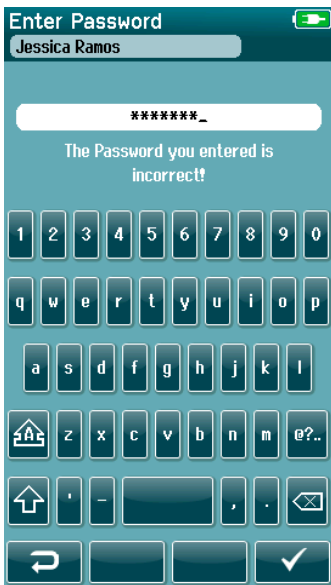 Enter Password
Jessica Ramos
*******_
The Password you entered is
incorrect!
1 2 3 4 5 6 7 8 9 0
q w e r t y u i o p
a s d f g h j k l
A z x c v b n m @?..
' - , .